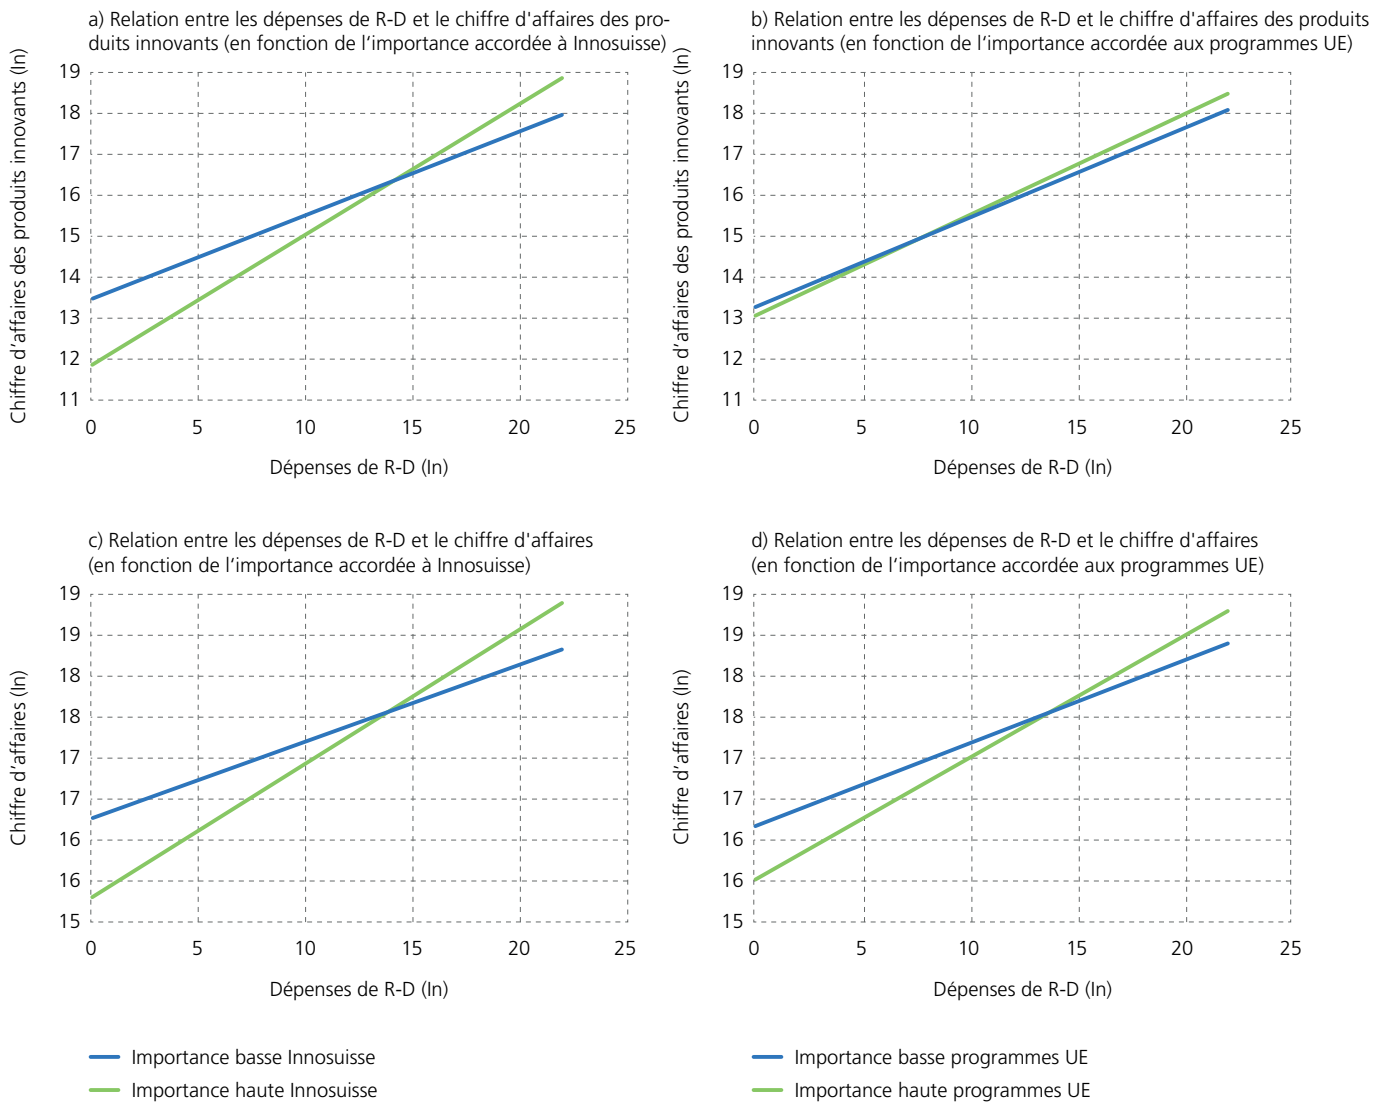 a) Relation entre les dépenses de R-D et le chiffre d'affaires des pro-
duits innovants (en fonction de l'importance accordée à Innosuisse)
Chiffre d'affaires des produits innovants (ln)
19
18
17
16
15
14
13
12
11
0 5 10 15 20 25
Dépenses de R-D (ln)
b) Relation entre les dépenses de R-D et le chiffre d'affaires des produits
innovants (en fonction de l'importance accordée aux programmes UE)
Chiffre d'affaires des produits innovants (ln)
19
18
17
16
15
14
13
12
11
0 5 10 15 20 25
Dépenses de R-D (ln)
c) Relation entre les dépenses de R-D et le chiffre d'affaires
(en fonction de l'importance accordée à Innosuisse)
Chiffre d'affaires (ln)
19
19
18
18
17
17
16
16
15
0 5 10 15 20 25
Dépenses de R-D (ln)
d) Relation entre les dépenses de R-D et le chiffre d'affaires
(en fonction de l'importance accordée aux programmes UE)
Chiffre d'affaires (ln)
19
19
18
18
17
17
16
16
15
0 5 10 15 20 25
Dépenses de R-D (ln)
Importance basse Innosuisse
Importance haute Innosuisse
Importance basse programmes UE
Importance haute programmes UE